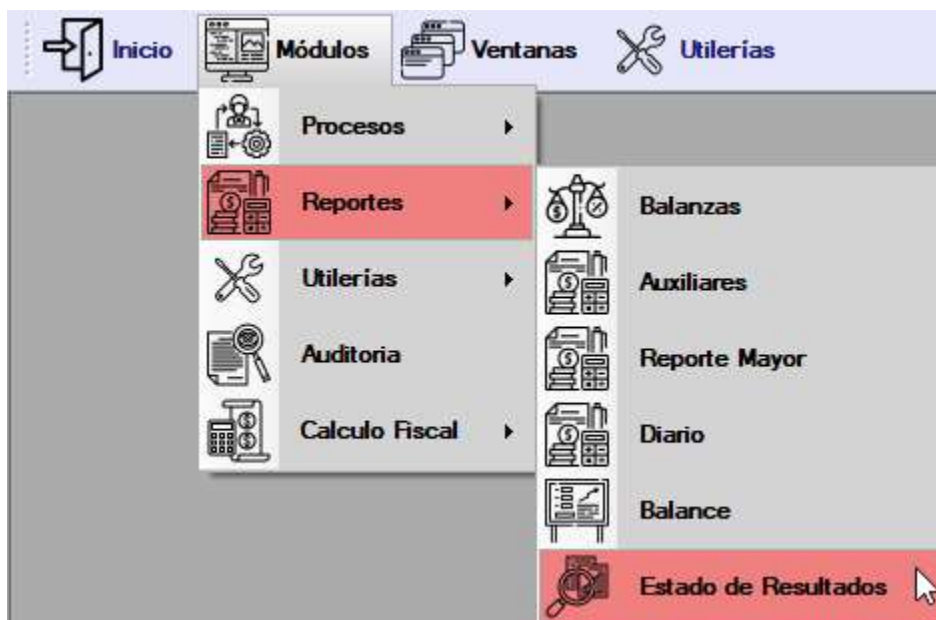 Inicio
Módulos
Ventanas
Utilerías
Procesos
Reportes
Utilerías
Auditoria
Calculo Fiscal
Balanzas
Auxiliares
Reporte Mayor
Diario
Balance
Estado de Resultados